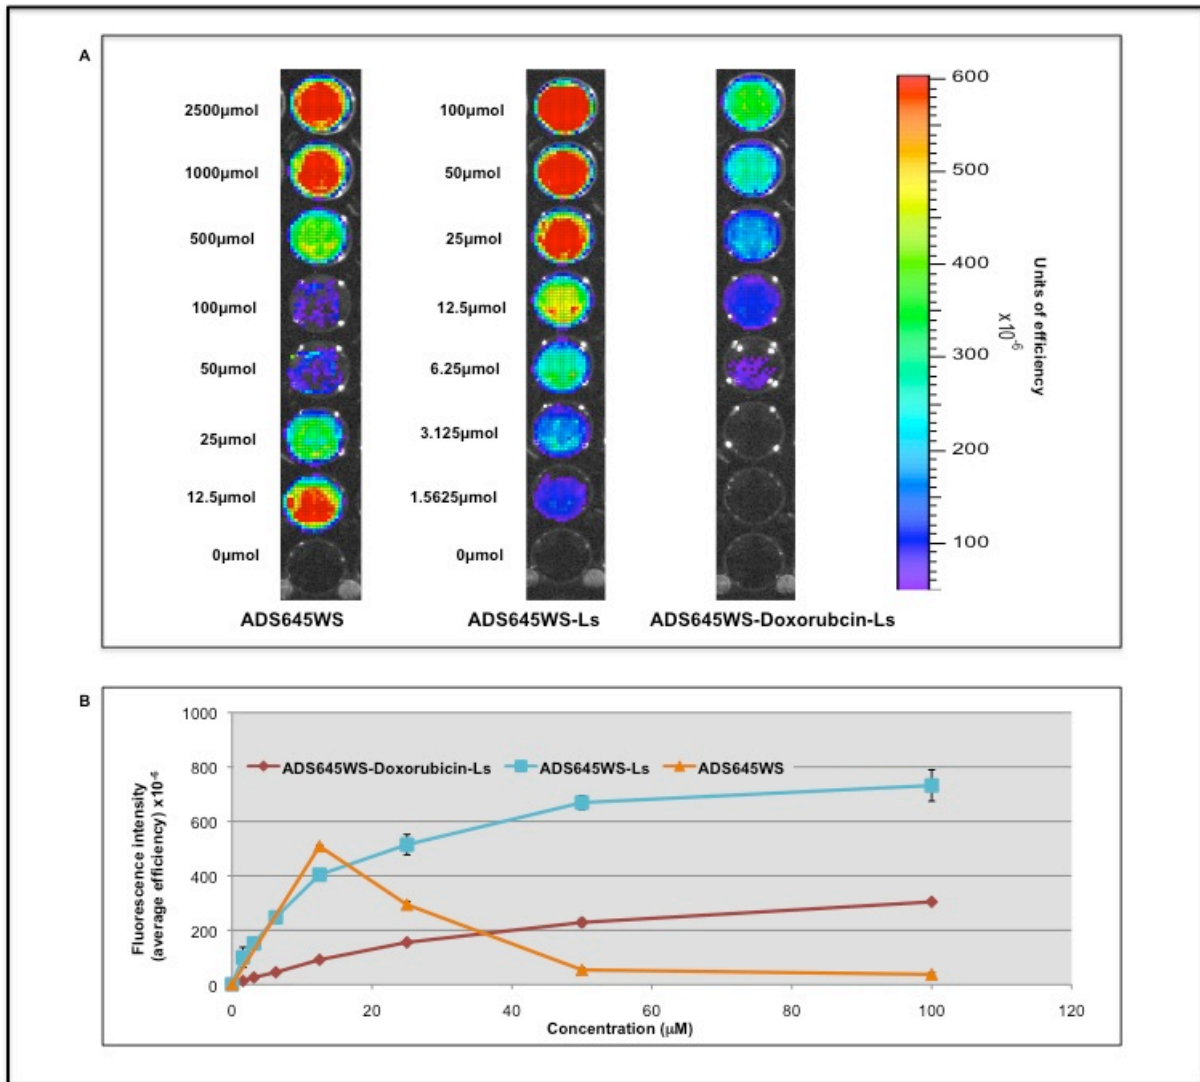 A
2500µmol
1000µmol
500µmol
100µmol
50µmol
25µmol
12.5µmol
0µmol
ADS645WS
100µmol
50µmol
25µmol
12.5µmol
6.25µmol
3.125µmol
1.5625µmol
0µmol
ADS645WS-Ls
ADS645WS-Doxorubcin-Ls
600
500
400
300
200
100
Units of efficiency
x10-6
B
1000
800
600
400
200
0
Fluorescence intensity
(average efficiency) x10-6
ADS645WS-Doxorubicin-Ls ADS645WS-Ls ADS645WS
0 20 40 60 80 100 120
Concentration (µM)